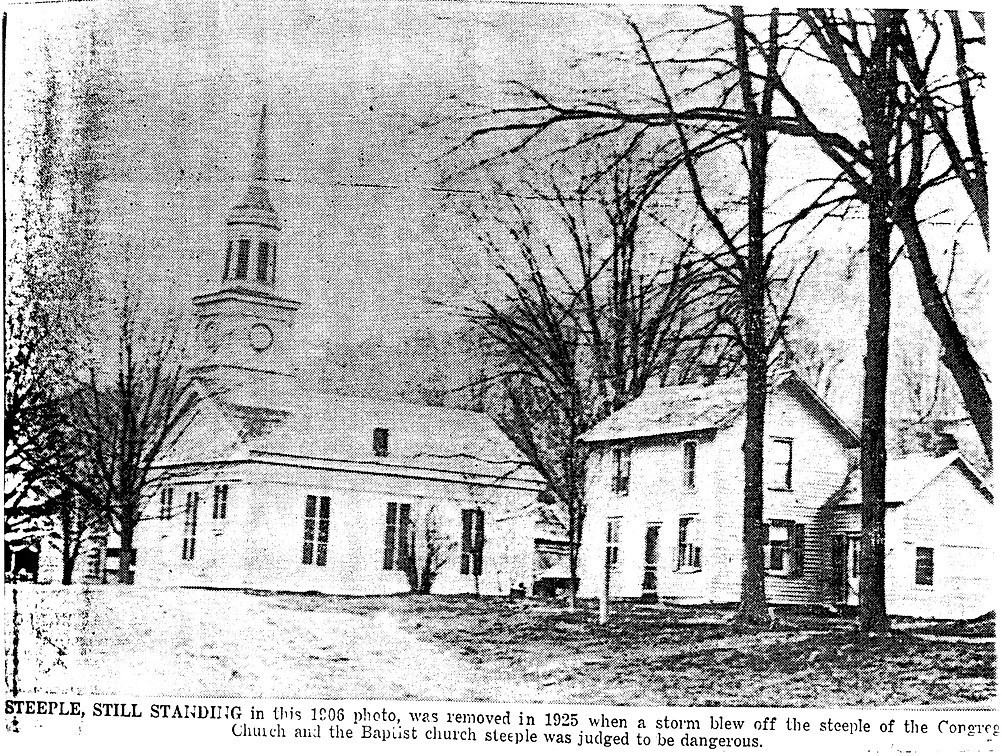 STEEPLE, STILL STANDING in this 1906 photo, was removed in 1925 when a storm blew off the steeple of the Congreg
Church and the Baptist church steeple was judged to be dangerous.